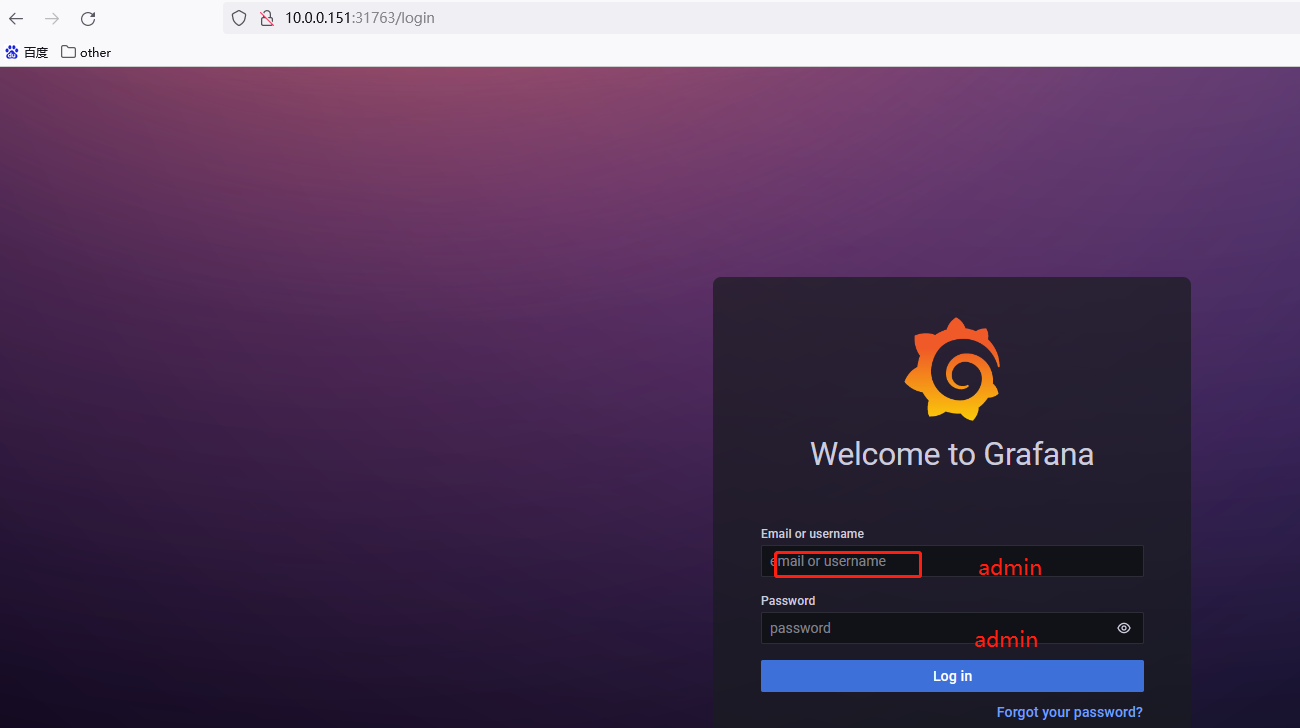 10.0.0.151:31763/login
百度 other
Welcome to Grafana
Email or username
email or username admin
Password
password admin
Log in
Forgot your password?